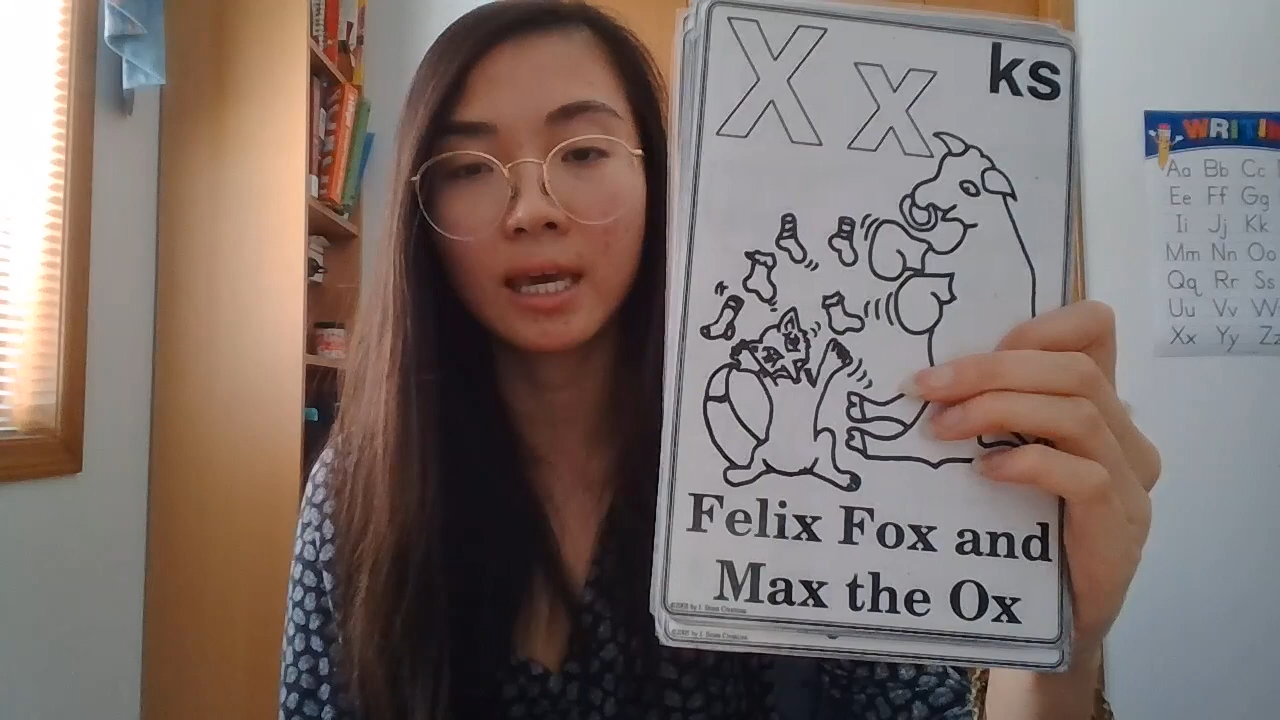 Xx
ks
Felix Fox and
Max the Ox
WRITIN
Aa Bb Cc
Ee Ff Gg
Ii Jj Kk
Mm Nn Oo
Qq Rr Ss
Uu Vv
Xx Yy Zz